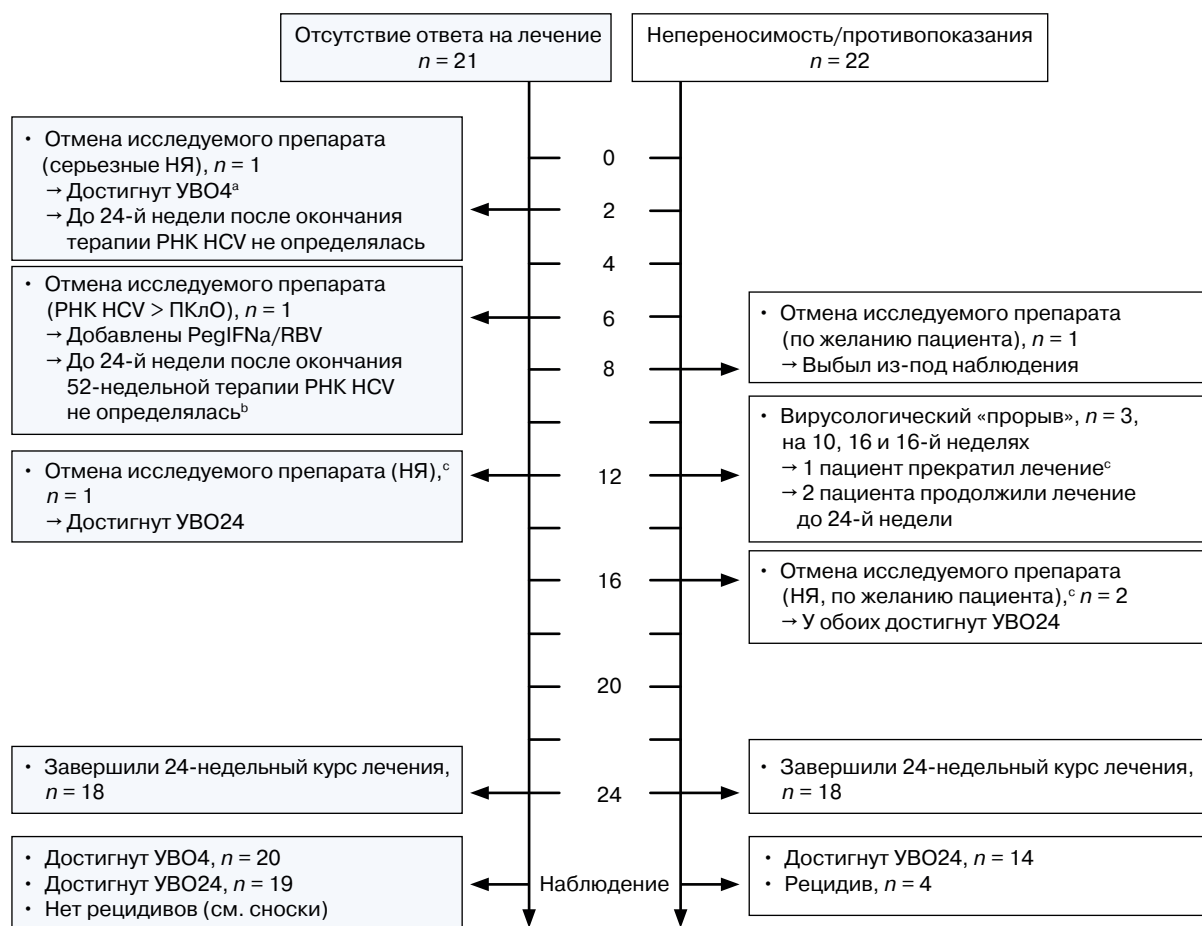 Отсутствие ответа на лечение
n = 21
Непереносимость/противопоказания
n = 22
• Отмена исследуемого препарата
(серьезные НЯ), n = 1
→ Достигнут УВО4ᵃ
→ До 24-й недели после окончания
терапии РНК HCV не определялась
• Отмена исследуемого препарата
(РНК HCV > ПКлО), n = 1
→ Добавлены PegIFNa/RBV
→ До 24-й недели после окончания
52-недельной терапии РНК HCV
не определяласьᵇ
• Отмена исследуемого препарата (НЯ),ᶜ
n = 1
→ Достигнут УВО24
• Завершили 24-недельный курс лечения,
n = 18
• Достигнут УВО4, n = 20
• Достигнут УВО24, n = 19
• Нет рецидивов (см. сноски)
0
2
4
6
8
12
16
20
24
Наблюдение
• Отмена исследуемого препарата
(по желанию пациента), n = 1
→ Выбыл из-под наблюдения
• Вирусологический «прорыв», n = 3,
на 10, 16 и 16-й неделях
→ 1 пациент прекратил лечениеᶜ
→ 2 пациента продолжили лечение
до 24-й недели
• Отмена исследуемого препарата
(НЯ, по желанию пациента),ᶜ n = 2
→ У обоих достигнут УВО24
• Завершили 24-недельный курс лечения,
n = 18
• Достигнут УВО24, n = 14
• Рецидив, n = 4